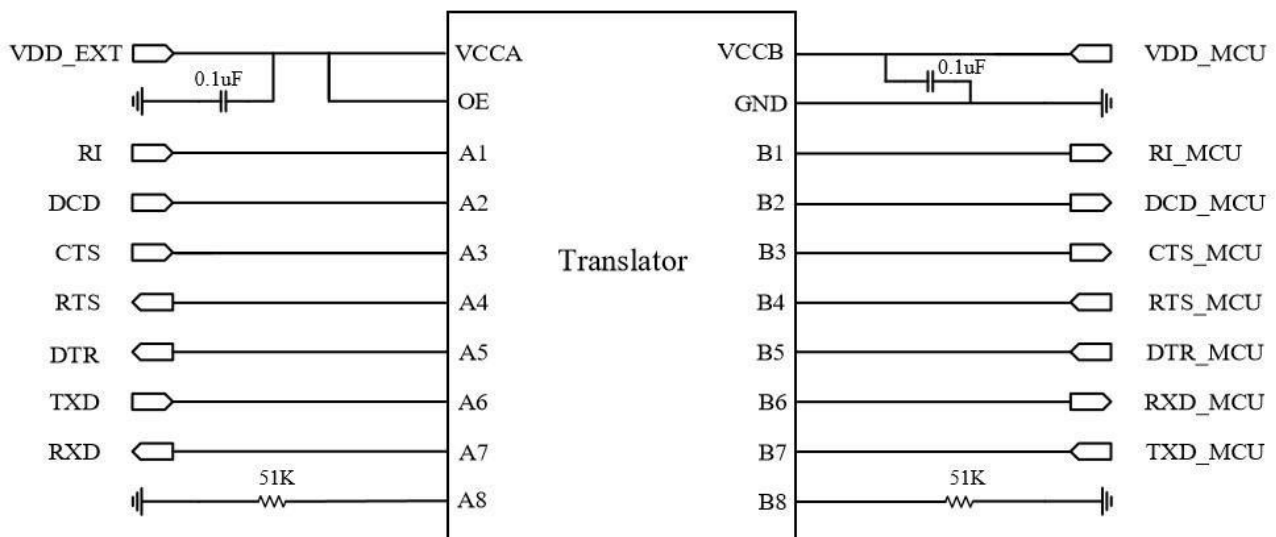 VDD_EXT VCCA VCCB VDD_MCU
0.1uF 0.1uF
OE GND
RI A1 B1 RI_MCU
DCD A2 B2 DCD_MCU
CTS A3 Translator B3 CTS_MCU
RTS A4 B4 RTS_MCU
DTR A5 B5 DTR_MCU
TXD A6 B6 RXD_MCU
RXD A7 B7 TXD_MCU
51K 51K
A8 B8